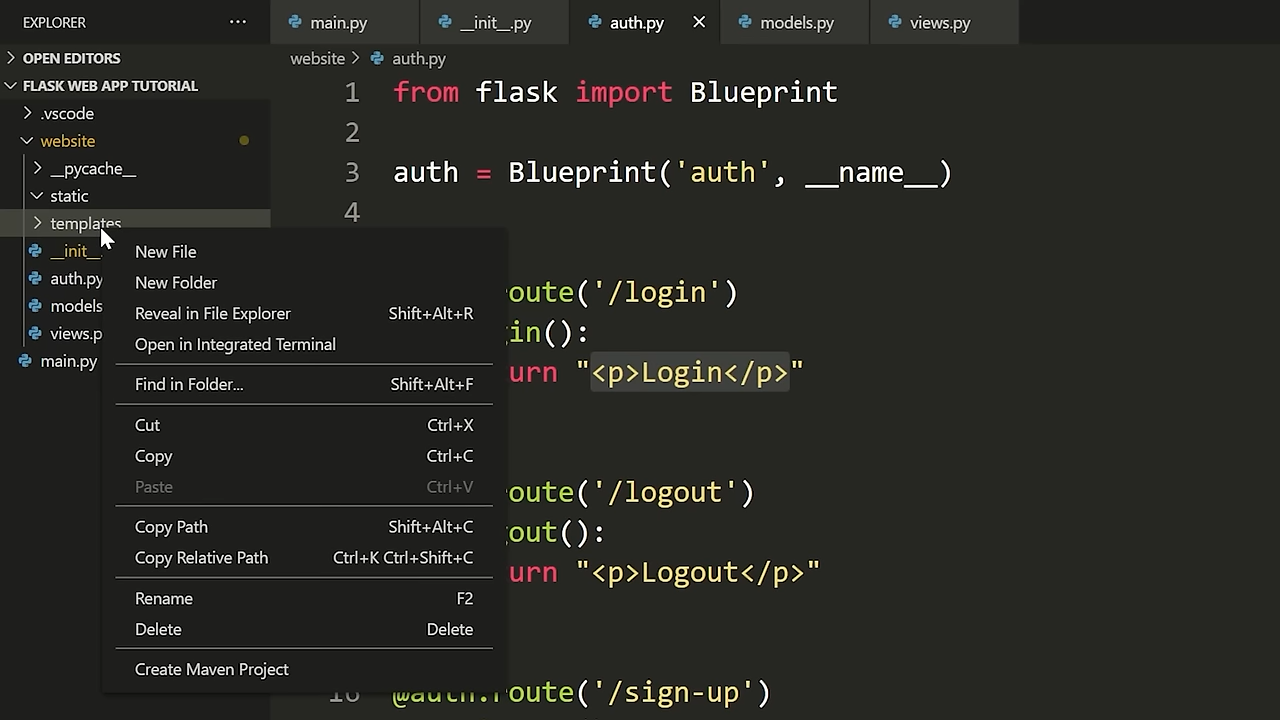 EXPLORER ...
main.py
__init__.py
auth.py
models.py
views.py
OPEN EDITORS
FLASK WEB APP TUTORIAL
.vscode
website
__pycache__
static
templates
__init__
auth.py
models
views.p
main.py
website > auth.py
1 from flask import Blueprint
2
3 auth = Blueprint('auth', __name__)
4
oute('/login')
in():
urn "<p>Login</p>"
oute('/logout')
out():
urn "<p>Logout</p>"
16 @auth.route('/sign-up')
New File
New Folder
Reveal in File Explorer Shift+Alt+R
Open in Integrated Terminal
Find in Folder... Shift+Alt+F
Cut Ctrl+X
Copy Ctrl+C
Paste Ctrl+V
Copy Path Shift+Alt+C
Copy Relative Path Ctrl+K Ctrl+Shift+C
Rename F2
Delete Delete
Create Maven Project